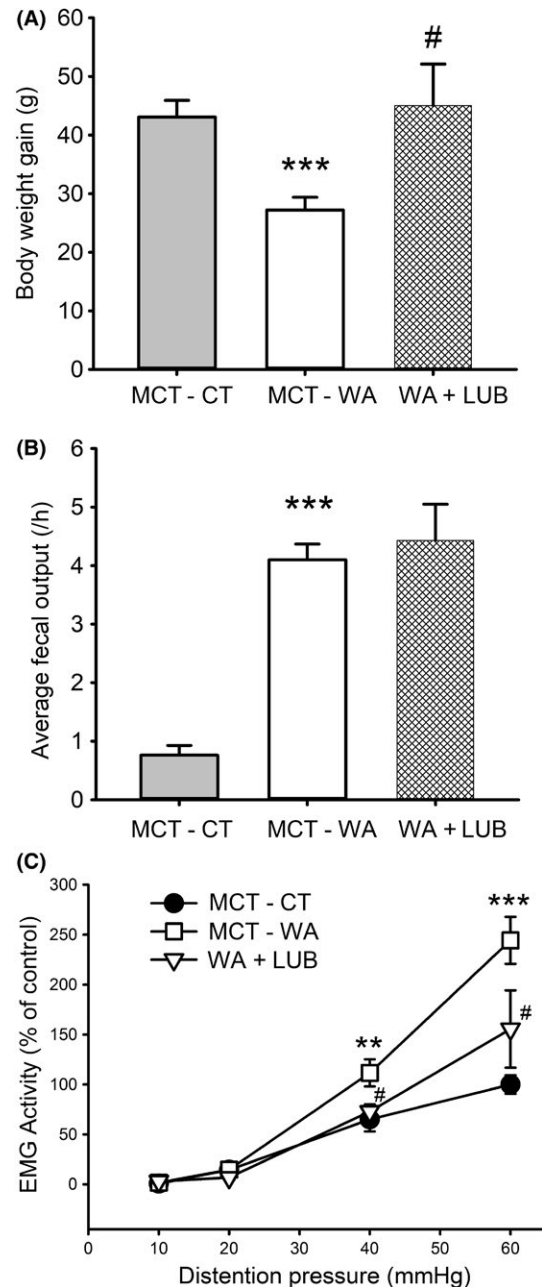 (A)
60
50
40
30
20
10
0
Body weight gain (g)
***
#
MCT - CT MCT - WA WA + LUB
(B)
6
5
4
3
2
1
0
Average fecal output (/h)
***
MCT - CT MCT - WA WA + LUB
(C)
300
250
200
150
100
50
0
EMG Activity (% of control)
MCT - CT
MCT - WA
WA + LUB
***
**
#
#
0 10 20 40 60
Distention pressure (mmHg)